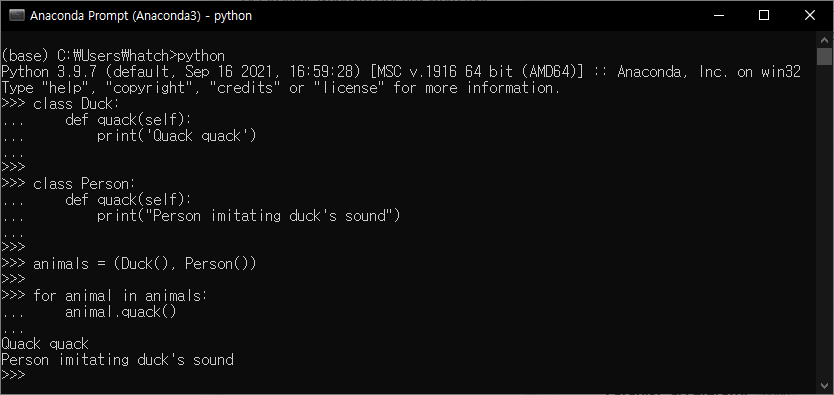 Anaconda Prompt (Anaconda3) - python
(base) C:₩Users₩hatch>python
Python 3.9.7 (default, Sep 16 2021, 16:59:28) [MSC v.1916 64 bit (AMD64)] :: Anaconda, Inc. on win32
Type "help", "copyright", "credits" or "license" for more information.
>>> class Duck:
...     def quack(self):
...         print('Quack quack')
...
>>>
>>> class Person:
...     def quack(self):
...         print("Person imitating duck's sound")
...
>>>
>>> animals = (Duck(), Person())
>>>
>>> for animal in animals:
...     animal.quack()
...
Quack quack
Person imitating duck's sound
>>>